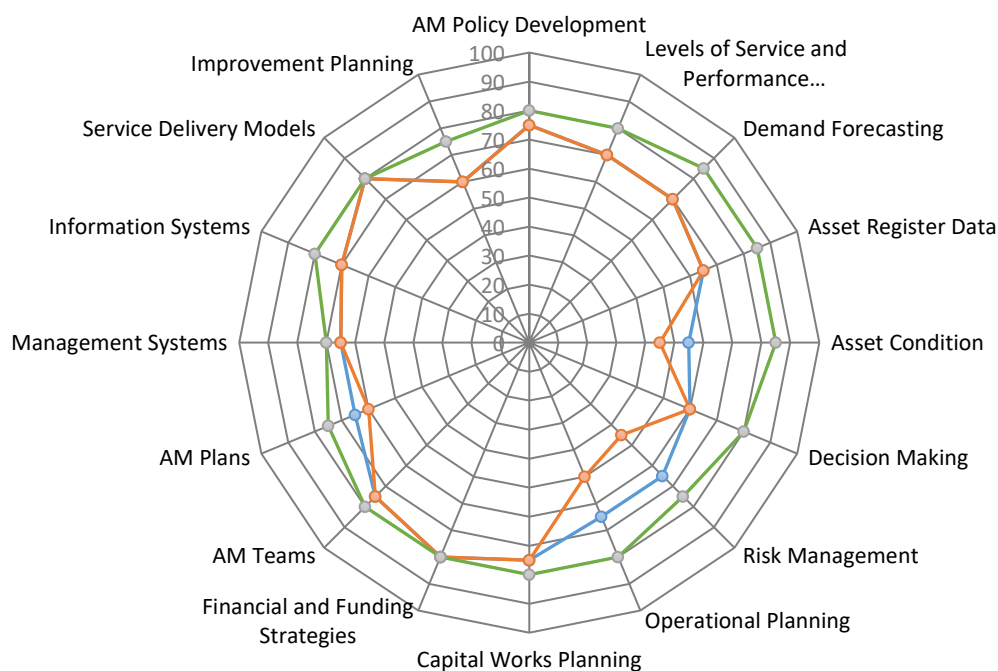 AM Policy Development
Levels of Service and
Performance...
Demand Forecasting
Asset Register Data
Asset Condition
Decision Making
Risk Management
Operational Planning
Capital Works Planning
Financial and Funding
Strategies
AM Teams
AM Plans
Management Systems
Information Systems
Service Delivery Models
Improvement Planning
100
90
80
70
60
50
40
30
20
10
0